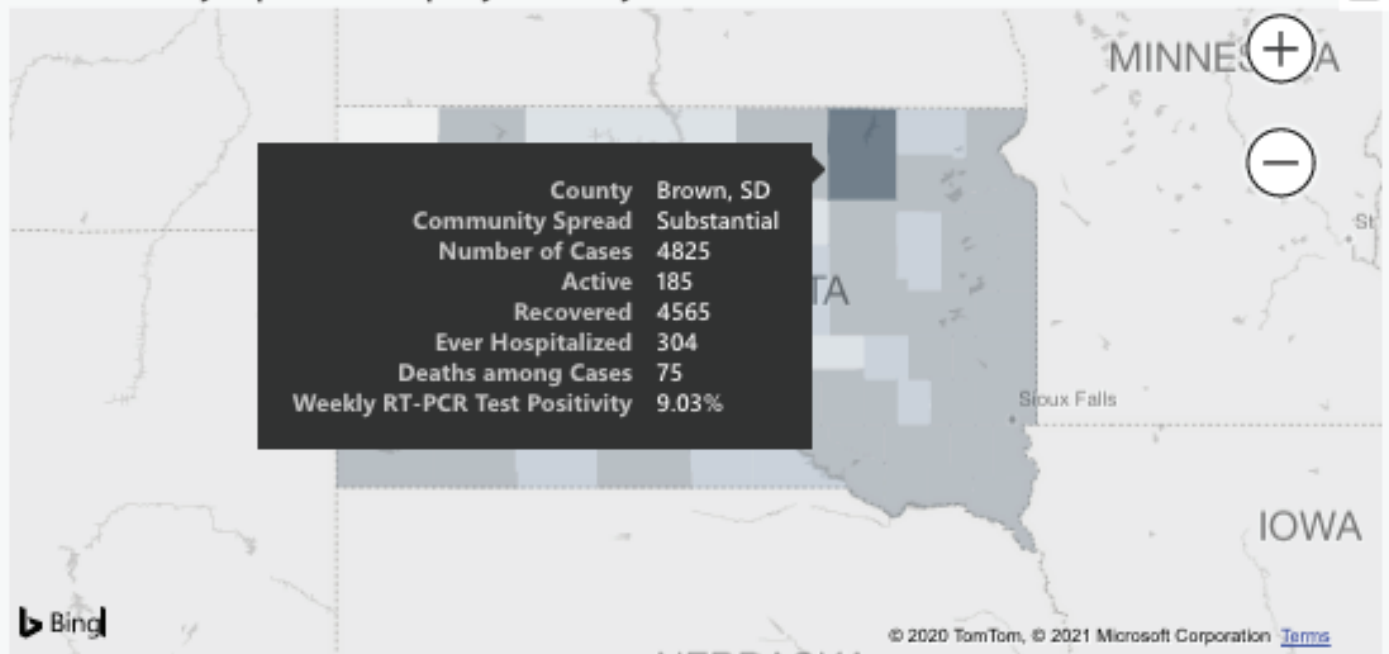 MINNES A
County Brown, SD
Community Spread Substantial
Number of Cases 4825
Active 185
Recovered 4565
Ever Hospitalized 304
Deaths among Cases 75
Weekly RT-PCR Test Positivity 9.03%
St
TA
Sioux Falls
IOWA
Bing
© 2020 TomTom, © 2021 Microsoft Corporation Terms